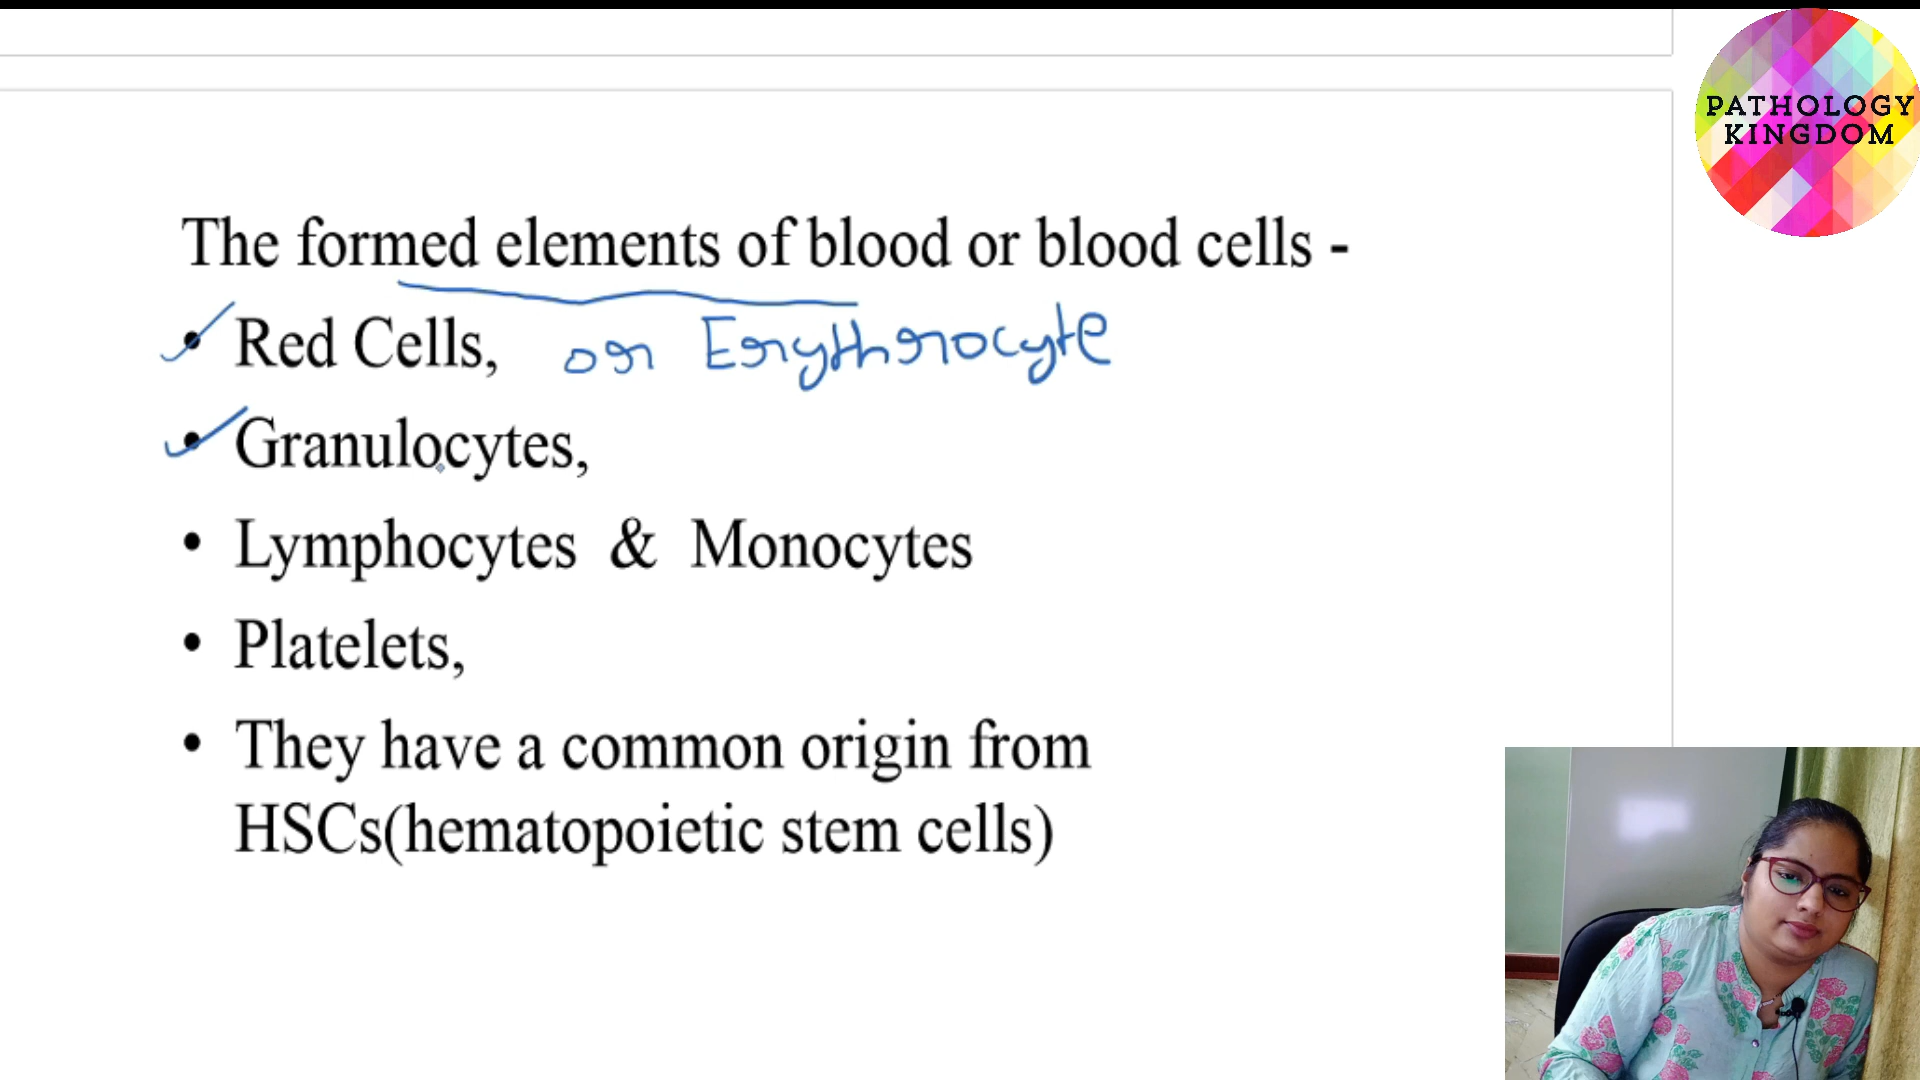 PATHOLOGY
KINGDOM
The formed elements of blood or blood cells -
• Red Cells, or Erythrocyte
• Granulocytes,
• Lymphocytes & Monocytes
• Platelets,
• They have a common origin from
HSCs(hematopoietic stem cells)